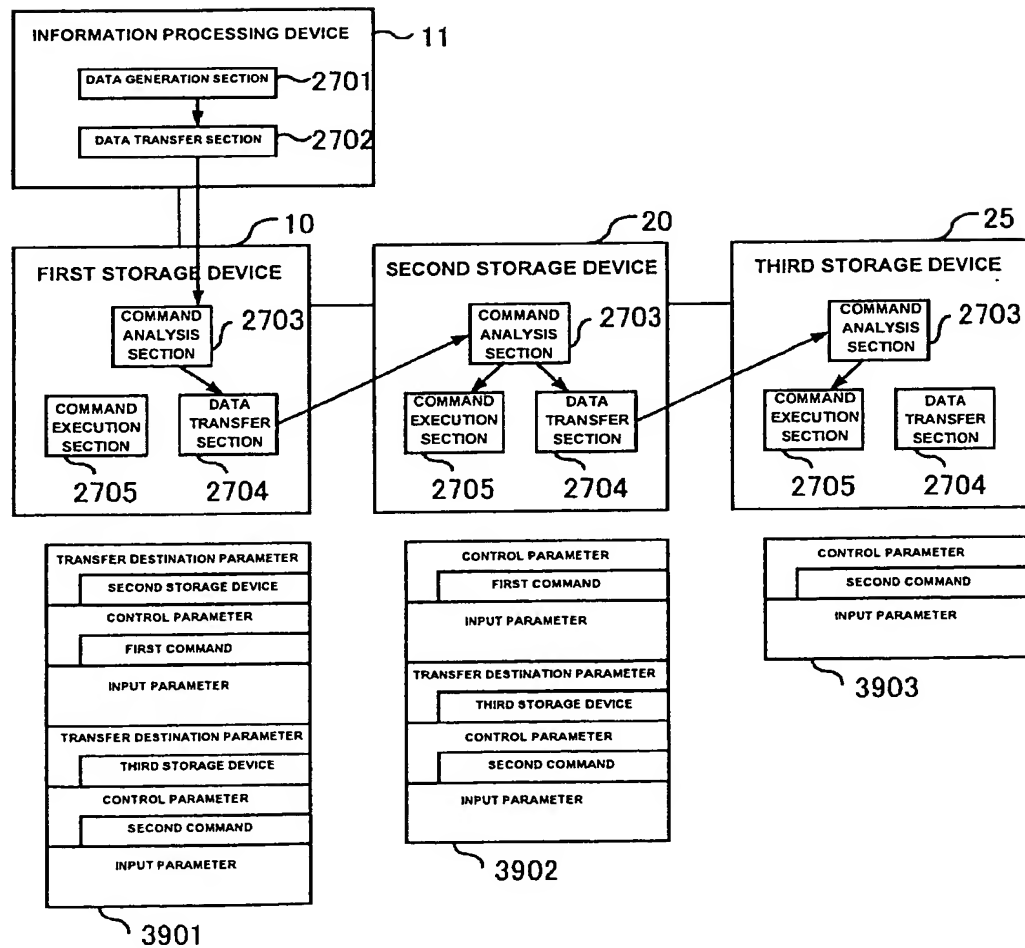 INFORMATION PROCESSING DEVICE
11
DATA GENERATION SECTION
2701
DATA TRANSFER SECTION
2702
10
FIRST STORAGE DEVICE
COMMAND
ANALYSIS
SECTION
2703
COMMAND
EXECUTION
SECTION
DATA
TRANSFER
SECTION
2705
2704
20
SECOND STORAGE DEVICE
COMMAND
ANALYSIS
SECTION
2703
COMMAND
EXECUTION
SECTION
DATA
TRANSFER
SECTION
2705
2704
25
THIRD STORAGE DEVICE
COMMAND
ANALYSIS
SECTION
2703
COMMAND
EXECUTION
SECTION
DATA
TRANSFER
SECTION
2705
2704
TRANSFER DESTINATION PARAMETER
SECOND STORAGE DEVICE
CONTROL PARAMETER
FIRST COMMAND
INPUT PARAMETER
TRANSFER DESTINATION PARAMETER
THIRD STORAGE DEVICE
CONTROL PARAMETER
SECOND COMMAND
INPUT PARAMETER
3901
CONTROL PARAMETER
FIRST COMMAND
INPUT PARAMETER
TRANSFER DESTINATION PARAMETER
THIRD STORAGE DEVICE
CONTROL PARAMETER
SECOND COMMAND
INPUT PARAMETER
3902
CONTROL PARAMETER
SECOND COMMAND
INPUT PARAMETER
3903